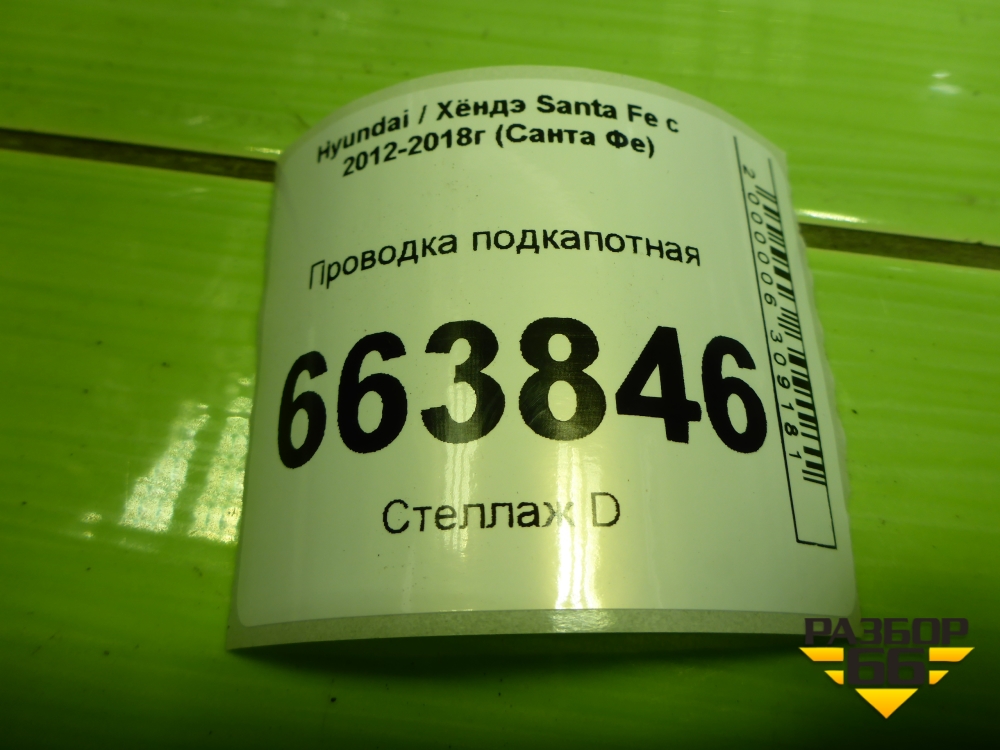 Hyundai / Хёндэ Santa Fe с
2012-2018г (Санта Фе)
Проводка подкапотная
663846
Стеллаж D
2000006309181
РАЗБОР
66